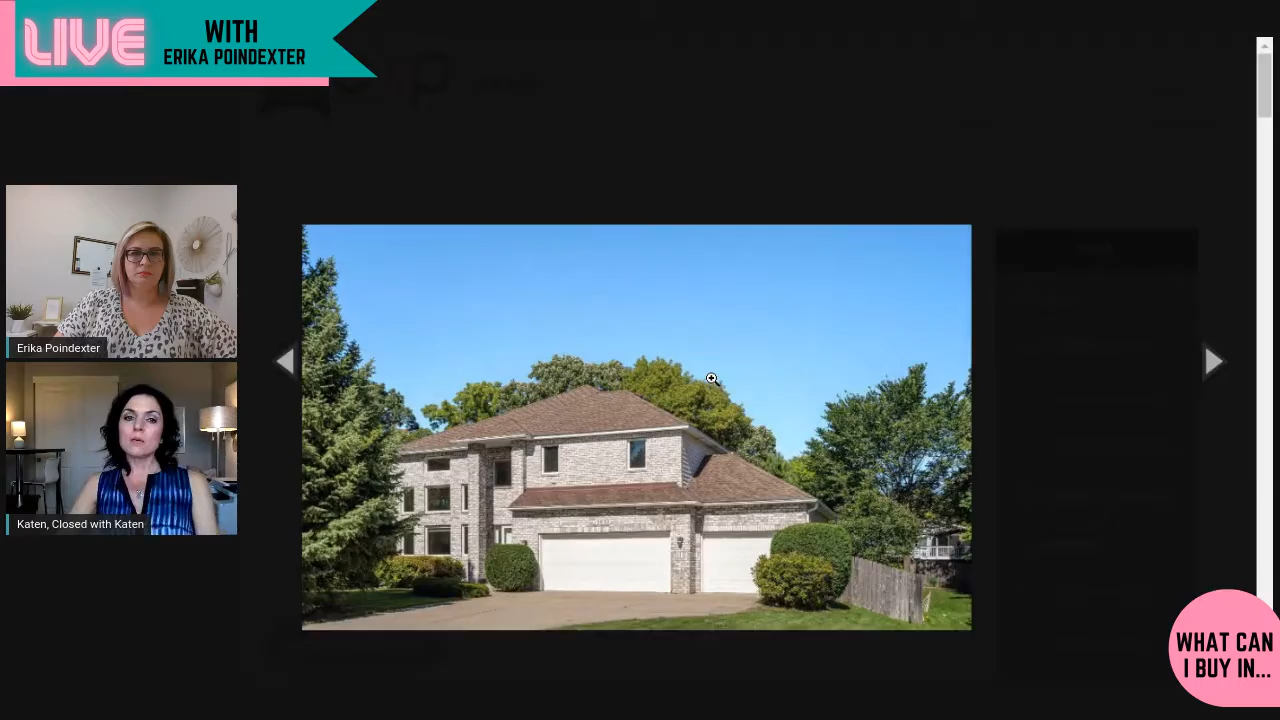 LIVE
WITH
ERIKA POINDEXTER
Erika Poindexter
Katen, Closed with Katen
WHAT CAN
I BUY IN...